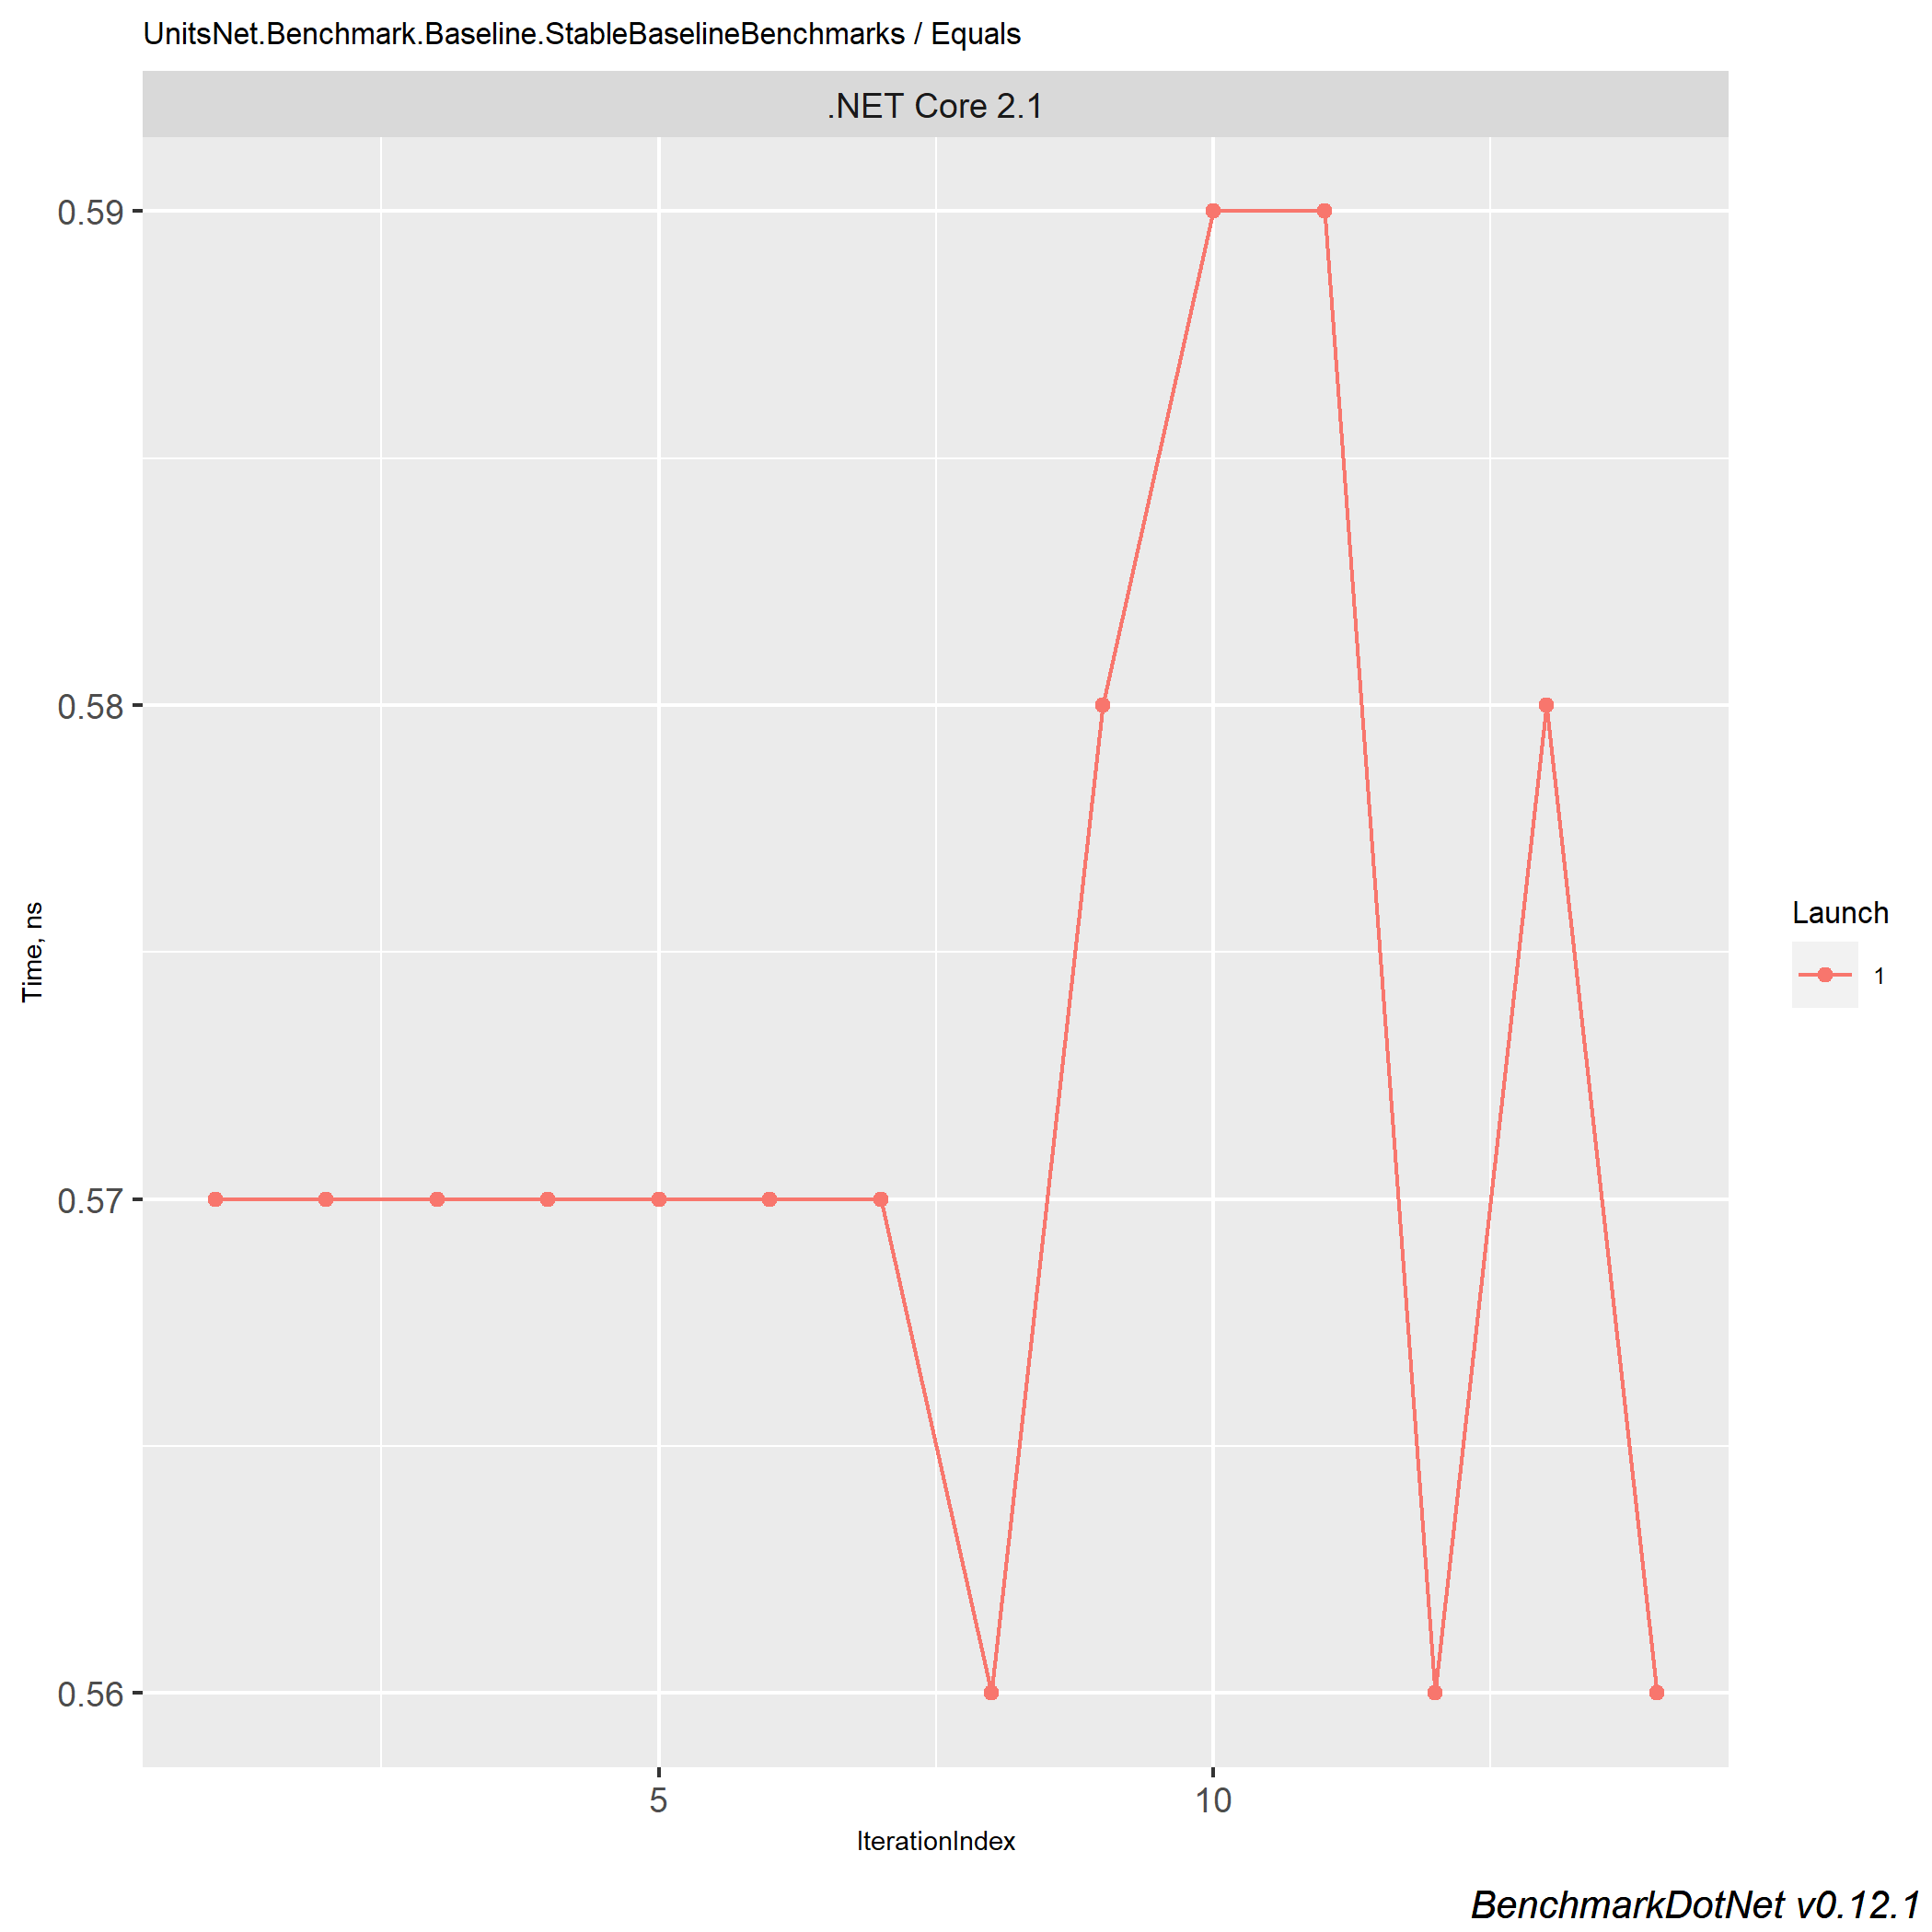 UnitsNet.Benchmark.Baseline.StableBaselineBenchmarks / Equals
.NET Core 2.1
0.59
0.58
0.57
0.56
Time, ns
5
10
IterationIndex
Launch
1
BenchmarkDotNet v0.12.1